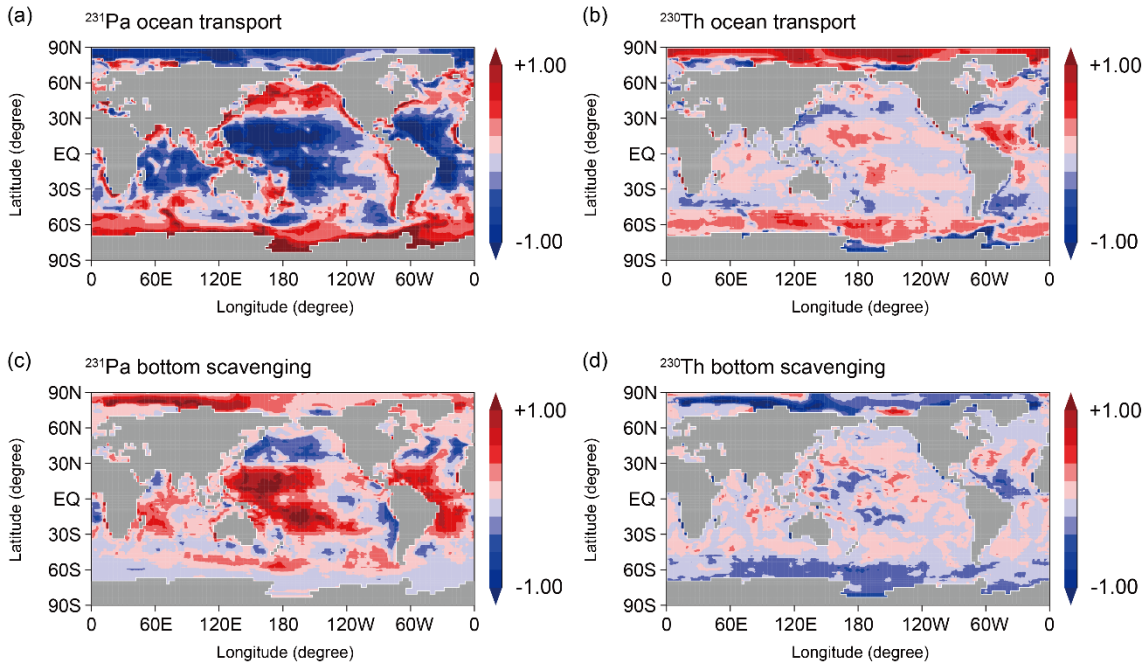 (a) ²³¹Pa ocean transport
90N
60N
30N
EQ
30S
60S
90S
Latitude (degree)
0 60E 120E 180 120W 60W 0
Longitude (degree)
+1.00
-1.00
(b) ²³⁰Th ocean transport
90N
60N
30N
EQ
30S
60S
90S
Latitude (degree)
0 60E 120E 180 120W 60W 0
Longitude (degree)
+1.00
-1.00
(c) ²³¹Pa bottom scavenging
90N
60N
30N
EQ
30S
60S
90S
Latitude (degree)
0 60E 120E 180 120W 60W 0
Longitude (degree)
+1.00
-1.00
(d) ²³⁰Th bottom scavenging
90N
60N
30N
EQ
30S
60S
90S
Latitude (degree)
0 60E 120E 180 120W 60W 0
Longitude (degree)
+1.00
-1.00